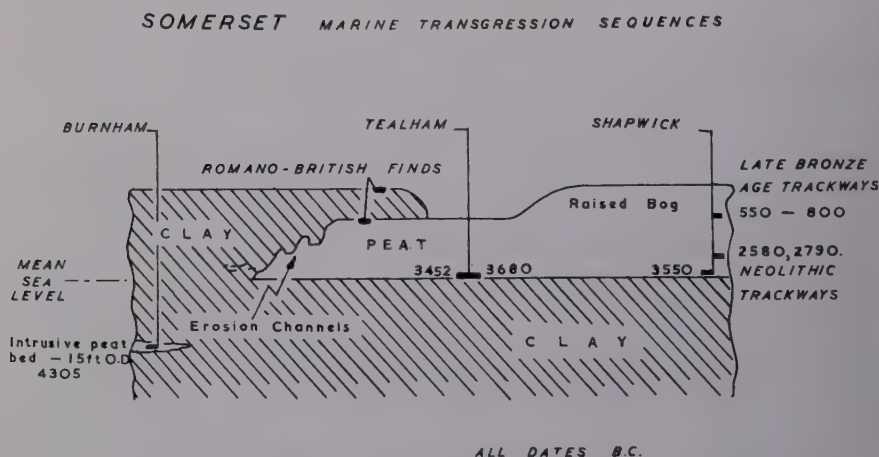 SOMERSET MARINE TRANSGRESSION SEQUENCES
BURNHAM
TEALHAM
SHAPWICK
ROMANO-BRITISH FINDS
LATE BRONZE
AGE TRACKWAYS
550 – 800
Raised Bog
CLAY
PEAT
2580, 2790.
NEOLITHIC
TRACKWAYS
MEAN
SEA
LEVEL
3452
3680
3550
Erosion Channels
Intrusive peat
bed – 15ft O.D.
4305
CLAY
ALL DATES B.C.